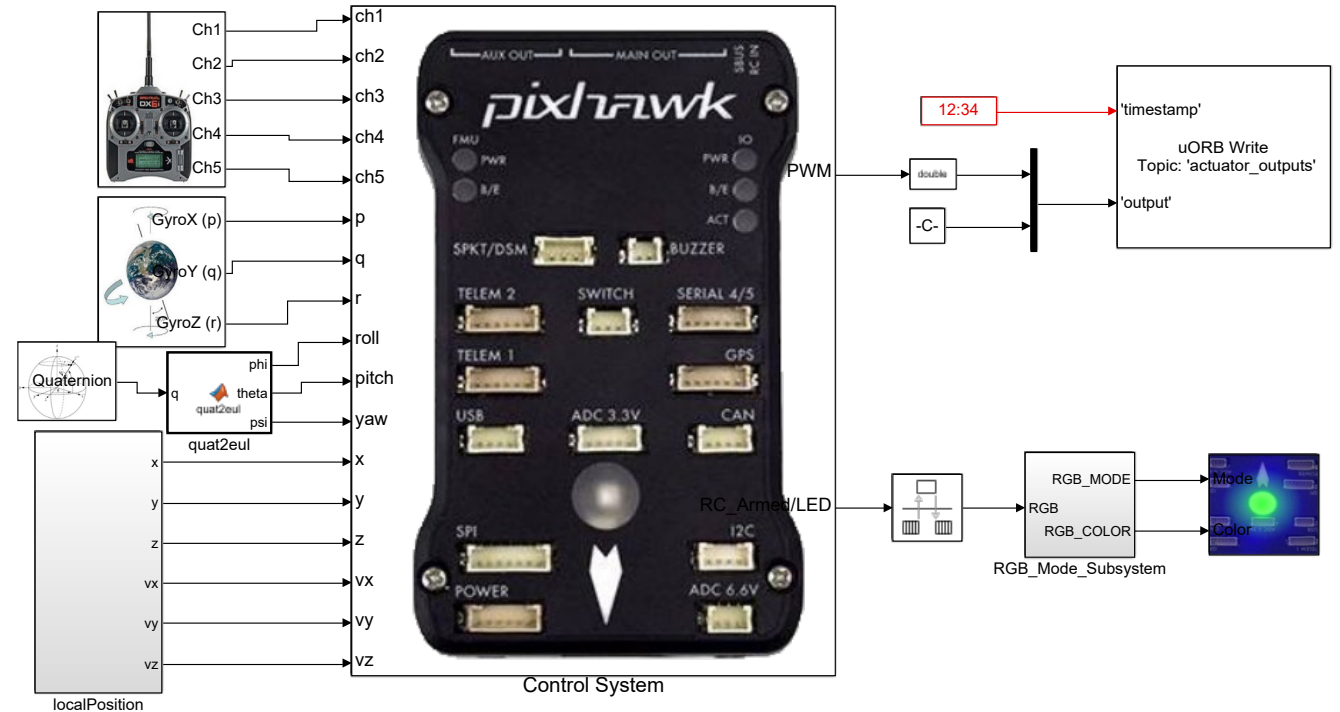 Ch1
Ch2
Ch3
Ch4
Ch5
DX6i
GyroX (p)
GyroY (q)
GyroZ (r)
Quaternion
q
phi
theta
psi
quat2eul
quat2eul
x
y
z
vx
vy
vz
localPosition
ch1
ch2
ch3
ch4
ch5
p
q
r
roll
pitch
yaw
x
y
z
vx
vy
vz
AUX OUT
MAIN OUT
SBUS
RC IN
pixhawk
FMU
IO
PWR
PWR
B/E
B/E
ACT
SPKT/DSM
BUZZER
TELEM 2
SWITCH
SERIAL 4/5
TELEM 1
GPS
USB
ADC 3.3V
CAN
SPI
I2C
POWER
ADC 6.6V
PWM
RC_Armed/LED
Control System
12:34
double
-C-
'timestamp'
uORB Write
Topic: 'actuator_outputs'
'output'
RGB
RGB_MODE
RGB_COLOR
RGB_Mode_Subsystem
Mode
Color